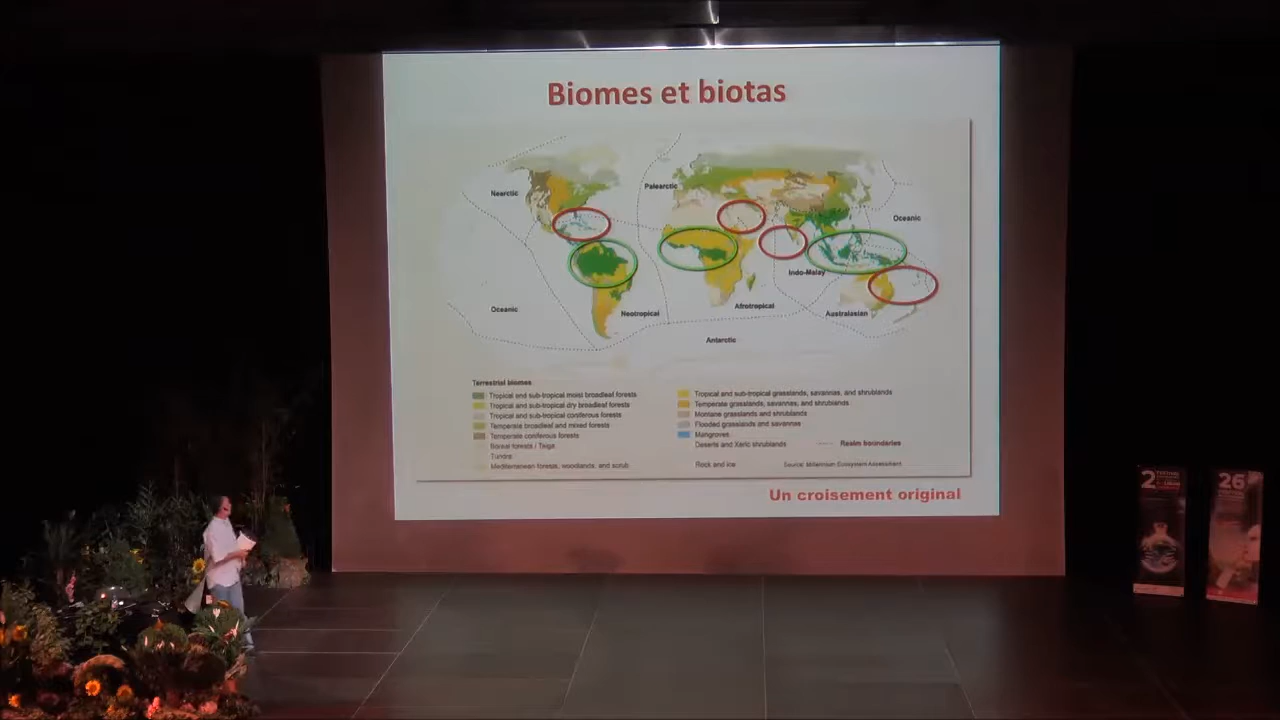 Biomes et biotas
Nearctic
Palearctic
Oceanic
Indo-Malay
Oceanic
Neotropical
Afrotropical
Australasian
Antarctic
Terrestrial biomes
Tropical and sub-tropical moist broadleaf forests
Tropical and sub-tropical dry broadleaf forests
Tropical and sub-tropical coniferous forests
Temperate broadleaf and mixed forests
Temperate coniferous forests
Boreal forests / Taiga
Tundra
Mediterranean forests, woodlands, and scrub
Tropical and sub-tropical grasslands, savannas, and shrublands
Temperate grasslands, savannas, and shrublands
Montane grasslands and shrublands
Flooded grasslands and savannas
Mangroves
Deserts and Xeric shrublands
Realm boundaries
Rock and ice
Source: Millennium Ecosystem Assessment
Un croisement original
2
FESTIVAL
26